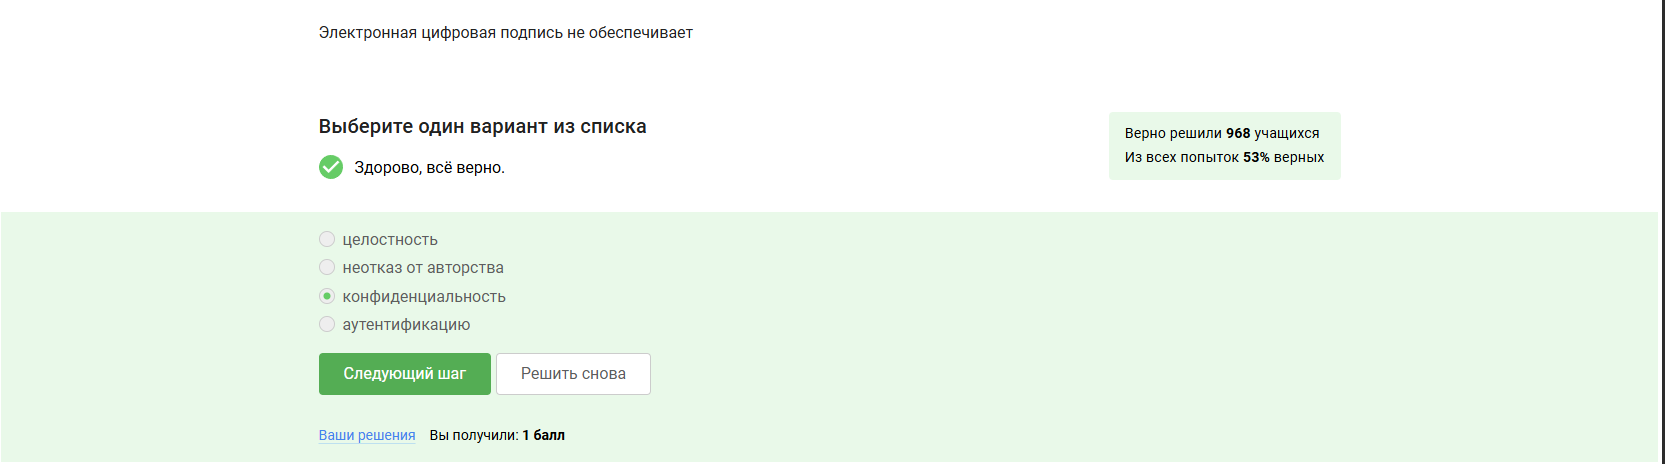 Электронная цифровая подпись не обеспечивает
Выберите один вариант из списка
Здорово, всё верно.
Верно решили 968 учащихся
Из всех попыток 53% верных
целостность
неотказ от авторства
конфиденциальность
аутентификацию
Следующий шаг
Решить снова
Ваши решения Вы получили: 1 балл